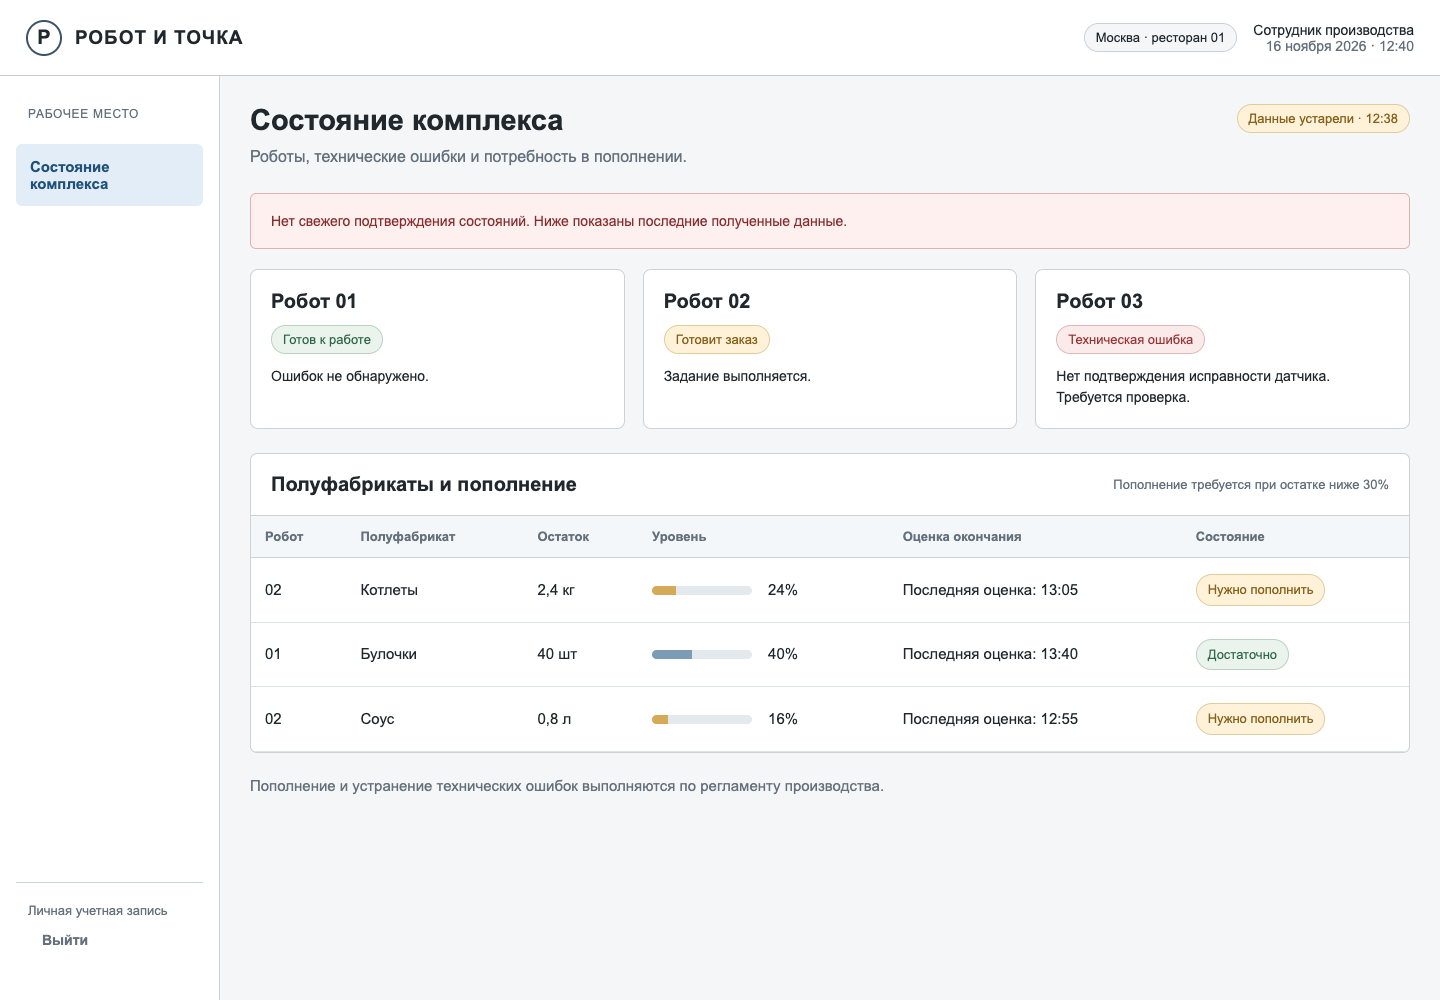 Р РОБОТ И ТОЧКА
Москва · ресторан 01
Сотрудник производства
16 ноября 2026 · 12:40
РАБОЧЕЕ МЕСТО
Состояние
комплекса
Личная учетная запись
Выйти
Состояние комплекса
Данные устарели · 12:38
Роботы, технические ошибки и потребность в пополнении.
Нет свежего подтверждения состояний. Ниже показаны последние полученные данные.
Робот 01
Готов к работе
Ошибок не обнаружено.
Робот 02
Готовит заказ
Задание выполняется.
Робот 03
Техническая ошибка
Нет подтверждения исправности датчика.
Требуется проверка.
Полуфабрикаты и пополнение
Пополнение требуется при остатке ниже 30%
Робот Полуфабрикат Остаток Уровень Оценка окончания Состояние
02 Котлеты 2,4 кг 24% Последняя оценка: 13:05 Нужно пополнить
01 Булочки 40 шт 40% Последняя оценка: 13:40 Достаточно
02 Соус 0,8 л 16% Последняя оценка: 12:55 Нужно пополнить
Пополнение и устранение технических ошибок выполняются по регламенту производства.